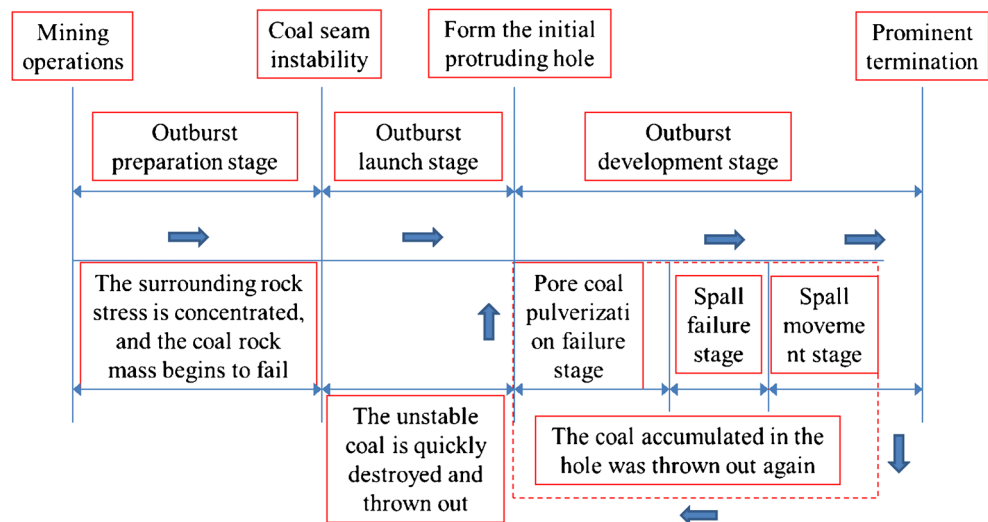 Mining
operations
Coal seam
instability
Form the initial
protruding hole
Prominent
termination
Outburst
preparation stage
Outburst
launch stage
Outburst
development stage
The surrounding rock
stress is concentrated,
and the coal rock
mass begins to fail
Pore coal
pulverizati
on failure
stage
Spall
failure
stage
Spall
moveme
nt stage
The unstable
coal is quickly
destroyed and
thrown out
The coal accumulated in the
hole was thrown out again